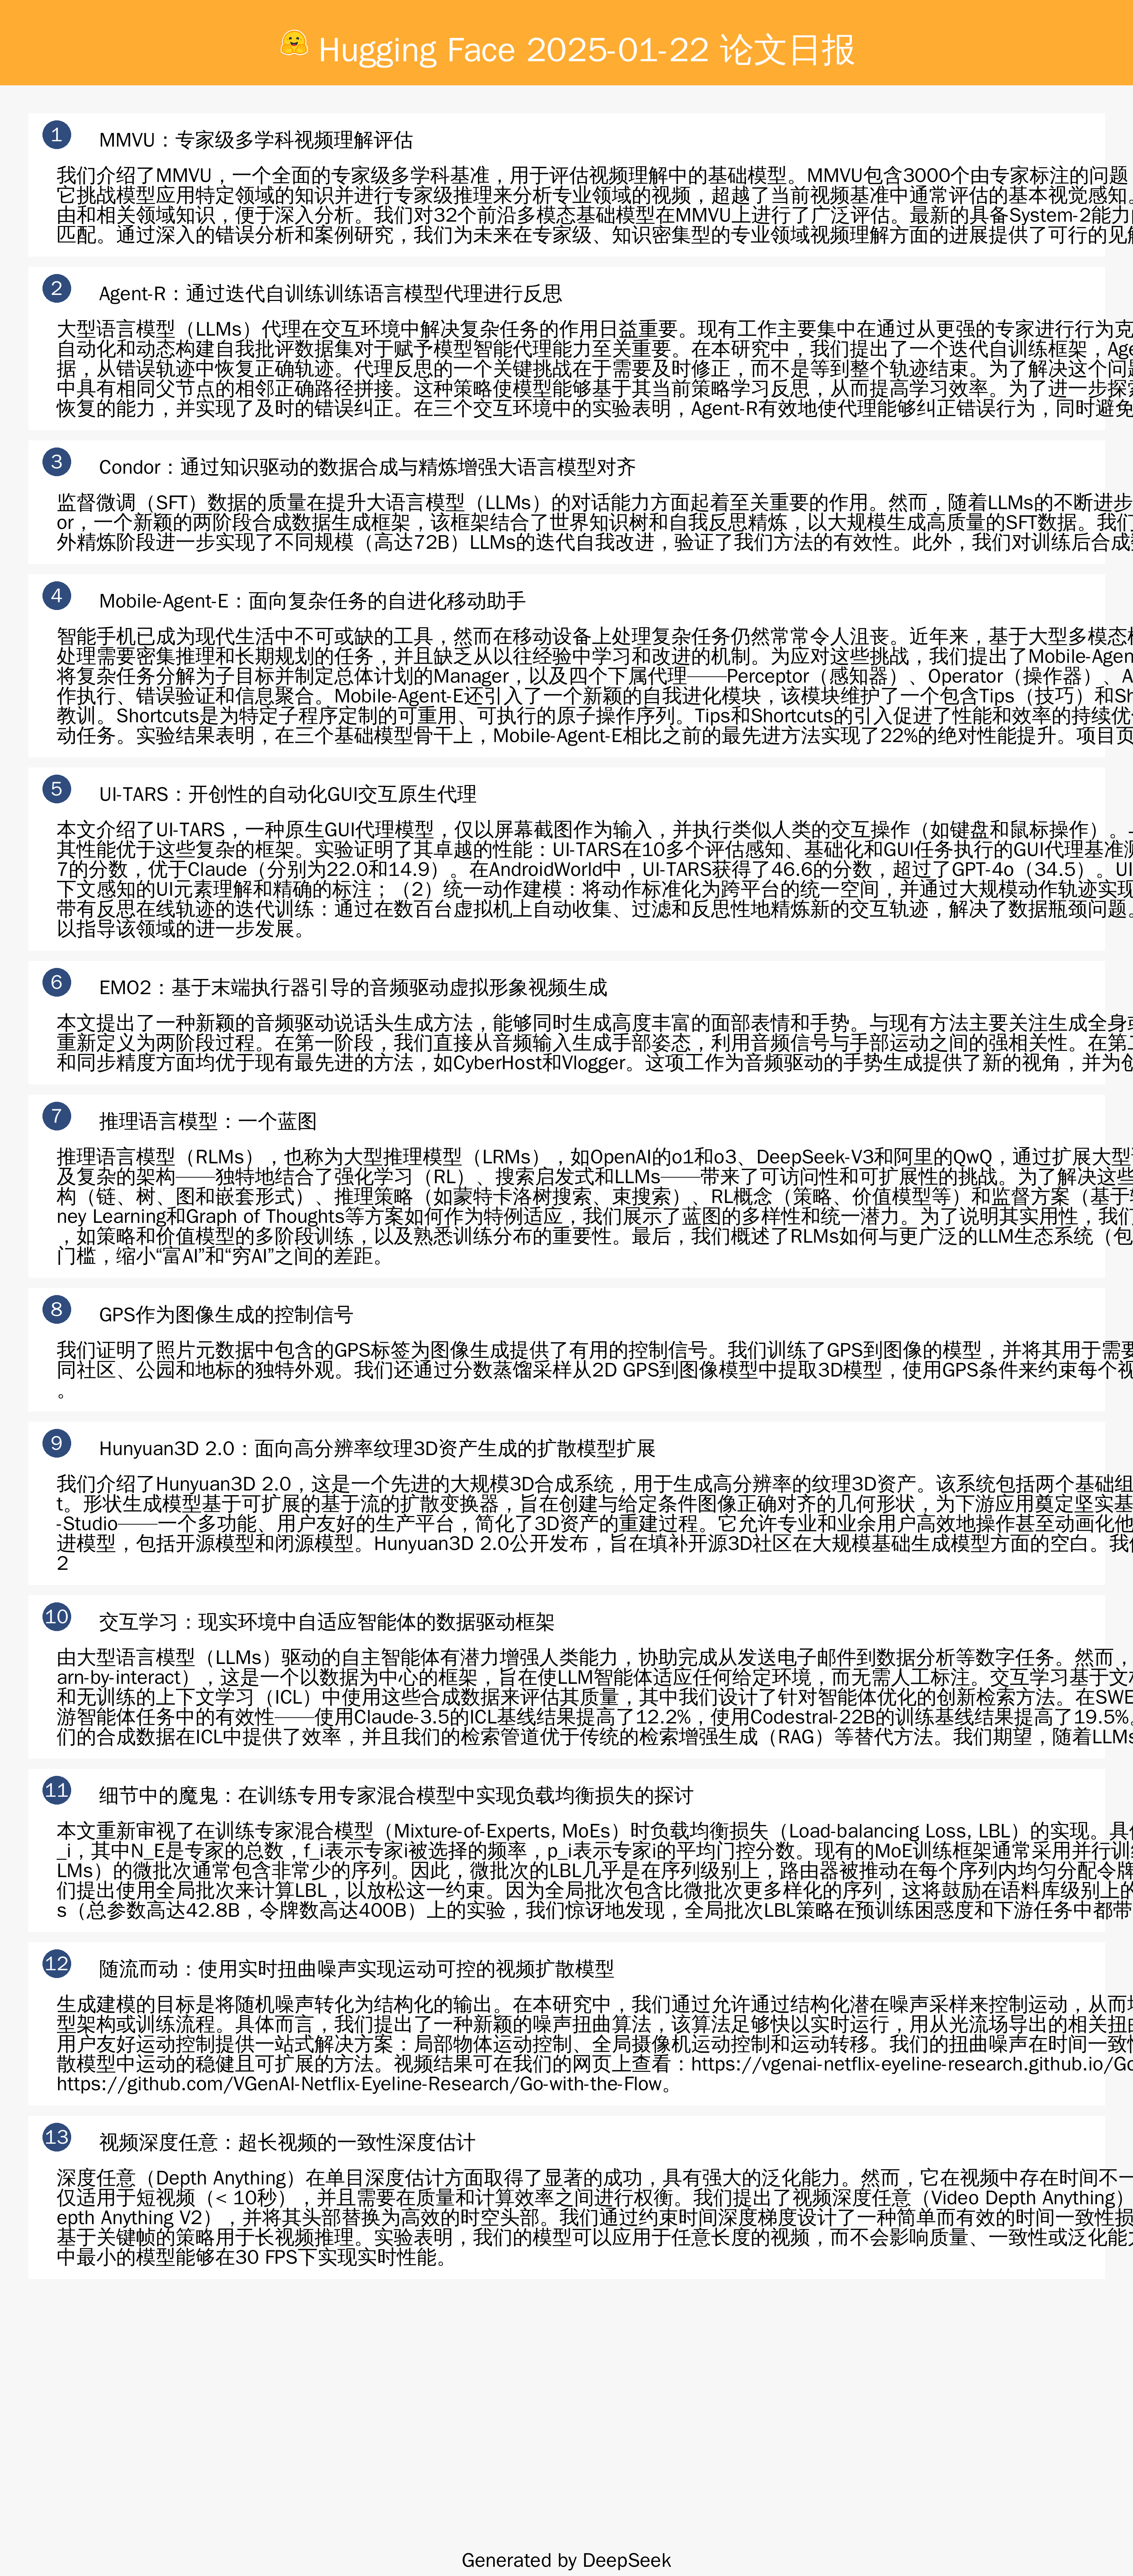 Hugging Face 2025-01-22 论文日报
1
MMVU：专家级多学科视频理解评估
我们介绍了MMVU，一个全面的专家级多学科基准，用于评估视频理解中的基础模型。MMVU包含3000个由专家标注的问题
它挑战模型应用特定领域的知识并进行专家级推理来分析专业领域的视频，超越了当前视频基准中通常评估的基本视觉感知。
由和相关领域知识，便于深入分析。我们对32个前沿多模态基础模型在MMVU上进行了广泛评估。最新的具备System-2能力
匹配。通过深入的错误分析和案例研究，我们为未来在专家级、知识密集型的专业领域视频理解方面的进展提供了可行的见解
2
Agent-R：通过迭代自训练训练语言模型代理进行反思
大型语言模型（LLMs）代理在交互环境中解决复杂任务的作用日益重要。现有工作主要集中在通过从更强的专家进行行为克
自动化和动态构建自我批评数据集对于赋予模型智能代理能力至关重要。在本研究中，我们提出了一个迭代自训练框架，Age
据，从错误轨迹中恢复正确轨迹。代理反思的一个关键挑战在于需要及时修正，而不是等到整个轨迹结束。为了解决这个问题
中具有相同父节点的相邻正确路径拼接。这种策略使模型能够基于其当前策略学习反思，从而提高学习效率。为了进一步探索
恢复的能力，并实现了及时的错误纠正。在三个交互环境中的实验表明，Agent-R有效地使代理能够纠正错误行为，同时避免
3
Condor：通过知识驱动的数据合成与精炼增强大语言模型对齐
监督微调（SFT）数据的质量在提升大语言模型（LLMs）的对话能力方面起着至关重要的作用。然而，随着LLMs的不断进步
or，一个新颖的两阶段合成数据生成框架，该框架结合了世界知识树和自我反思精炼，以大规模生成高质量的SFT数据。我们
外精炼阶段进一步实现了不同规模（高达72B）LLMs的迭代自我改进，验证了我们方法的有效性。此外，我们对训练后合成
4
Mobile-Agent-E：面向复杂任务的自进化移动助手
智能手机已成为现代生活中不可或缺的工具，然而在移动设备上处理复杂任务仍然常常令人沮丧。近年来，基于大型多模态
处理需要密集推理和长期规划的任务，并且缺乏从以往经验中学习和改进的机制。为应对这些挑战，我们提出了Mobile-Agen
将复杂任务分解为子目标并制定总体计划的Manager，以及四个下属代理——Perceptor（感知器）、Operator（操作器）、A
作执行、错误验证和信息聚合。Mobile-Agent-E还引入了一个新颖的自我进化模块，该模块维护了一个包含Tips（技巧）和Sh
教训。Shortcuts是为特定子程序定制的可重用、可执行的原子操作序列。Tips和Shortcuts的引入促进了性能和效率的持续优
动任务。实验结果表明，在三个基础模型骨干上，Mobile-Agent-E相比之前的最先进方法实现了22%的绝对性能提升。项目页
5
UI-TARS：开创性的自动化GUI交互原生代理
本文介绍了UI-TARS，一种原生GUI代理模型，仅以屏幕截图作为输入，并执行类似人类的交互操作（如键盘和鼠标操作）。
其性能优于这些复杂的框架。实验证明了其卓越的性能：UI-TARS在10多个评估感知、基础化和GUI任务执行的GUI代理基准测
7的分数，优于Claude（分别为22.0和14.9）。在AndroidWorld中，UI-TARS获得了46.6的分数，超过了GPT-4o（34.5）。UI
下文感知的UI元素理解和精确的标注；（2）统一动作建模：将动作标准化为跨平台的统一空间，并通过大规模动作轨迹实现
带有反思在线轨迹的迭代训练：通过在数百台虚拟机上自动收集、过滤和反思性地精炼新的交互轨迹，解决了数据瓶颈问题。
以指导该领域的进一步发展。
6
EMO2：基于末端执行器引导的音频驱动虚拟形象视频生成
本文提出了一种新颖的音频驱动说话头生成方法，能够同时生成高度丰富的面部表情和手势。与现有方法主要关注生成全身或
重新定义为两阶段过程。在第一阶段，我们直接从音频输入生成手部姿态，利用音频信号与手部运动之间的强相关性。在第二
和同步精度方面均优于现有最先进的方法，如CyberHost和Vlogger。这项工作为音频驱动的手势生成提供了新的视角，并为创
7
推理语言模型：一个蓝图
推理语言模型（RLMs），也称为大型推理模型（LRMs），如OpenAI的o1和o3、DeepSeek-V3和阿里的QwQ，通过扩展大型
及复杂的架构——独特地结合了强化学习（RL）、搜索启发式和LLMs——带来了可访问性和可扩展性的挑战。为了解决这些
构（链、树、图和嵌套形式）、推理策略（如蒙特卡洛树搜索、束搜索）、RL概念（策略、价值模型等）和监督方案（基于
ney Learning和Graph of Thoughts等方案如何作为特例适应，我们展示了蓝图的多样性和统一潜力。为了说明其实用性，我们
，如策略和价值模型的多阶段训练，以及熟悉训练分布的重要性。最后，我们概述了RLMs如何与更广泛的LLM生态系统（包
门槛，缩小“富AI”和“穷AI”之间的差距。
8
GPS作为图像生成的控制信号
我们证明了照片元数据中包含的GPS标签为图像生成提供了有用的控制信号。我们训练了GPS到图像的模型，并将其用于需要
同社区、公园和地标的独特外观。我们还通过分数蒸馏采样从2D GPS到图像模型中提取3D模型，使用GPS条件来约束每个视
。
9
Hunyuan3D 2.0：面向高分辨率纹理3D资产生成的扩散模型扩展
我们介绍了Hunyuan3D 2.0，这是一个先进的大规模3D合成系统，用于生成高分辨率的纹理3D资产。该系统包括两个基础组
t。形状生成模型基于可扩展的基于流的扩散变换器，旨在创建与给定条件图像正确对齐的几何形状，为下游应用奠定坚实基
-Studio——一个多功能、用户友好的生产平台，简化了3D资产的重建过程。它允许专业和业余用户高效地操作甚至动画化他
进模型，包括开源模型和闭源模型。Hunyuan3D 2.0公开发布，旨在填补开源3D社区在大规模基础生成模型方面的空白。我们
2
10
交互学习：现实环境中自适应智能体的数据驱动框架
由大型语言模型（LLMs）驱动的自主智能体有潜力增强人类能力，协助完成从发送电子邮件到数据分析等数字任务。然而，
arn-by-interact），这是一个以数据为中心的框架，旨在使LLM智能体适应任何给定环境，而无需人工标注。交互学习基于文
和无训练的上下文学习（ICL）中使用这些合成数据来评估其质量，其中我们设计了针对智能体优化的创新检索方法。在SWE
游智能体任务中的有效性——使用Claude-3.5的ICL基线结果提高了12.2%，使用Codestral-22B的训练基线结果提高了19.5%。
们的合成数据在ICL中提供了效率，并且我们的检索管道优于传统的检索增强生成（RAG）等替代方法。我们期望，随着LLMs
11
细节中的魔鬼：在训练专用专家混合模型中实现负载均衡损失的探讨
本文重新审视了在训练专家混合模型（Mixture-of-Experts, MoEs）时负载均衡损失（Load-balancing Loss, LBL）的实现。具体
_i，其中N_E是专家的总数，f_i表示专家i被选择的频率，p_i表示专家i的平均门控分数。现有的MoE训练框架通常采用并行训练
LMs）的微批次通常包含非常少的序列。因此，微批次的LBL几乎是在序列级别上，路由器被推动在每个序列内均匀分配令牌
们提出使用全局批次来计算LBL，以放松这一约束。因为全局批次包含比微批次更多样化的序列，这将鼓励在语料库级别上的
s（总参数高达42.8B，令牌数高达400B）上的实验，我们惊讶地发现，全局批次LBL策略在预训练困惑度和下游任务中都带
12
随流而动：使用实时扭曲噪声实现运动可控的视频扩散模型
生成建模的目标是将随机噪声转化为结构化的输出。在本研究中，我们通过允许通过结构化潜在噪声采样来控制运动，从而增
型架构或训练流程。具体而言，我们提出了一种新颖的噪声扭曲算法，该算法足够快以实时运行，用从光流场导出的相关扭曲
用户友好运动控制提供一站式解决方案：局部物体运动控制、全局摄像机运动控制和运动转移。我们的扭曲噪声在时间一致性
散模型中运动的稳健且可扩展的方法。视频结果可在我们的网页上查看：https://vgenai-netflix-eyeline-research.github.io/Go
https://github.com/VGenAI-Netflix-Eyeline-Research/Go-with-the-Flow。
13
视频深度任意：超长视频的一致性深度估计
深度任意（Depth Anything）在单目深度估计方面取得了显著的成功，具有强大的泛化能力。然而，它在视频中存在时间不一
仅适用于短视频（< 10秒），并且需要在质量和计算效率之间进行权衡。我们提出了视频深度任意（Video Depth Anything）
epth Anything V2），并将其头部替换为高效的时空头部。我们通过约束时间深度梯度设计了一种简单而有效的时间一致性损
基于关键帧的策略用于长视频推理。实验表明，我们的模型可以应用于任意长度的视频，而不会影响质量、一致性或泛化能力
中最小的模型能够在30 FPS下实现实时性能。
Generated by DeepSeek